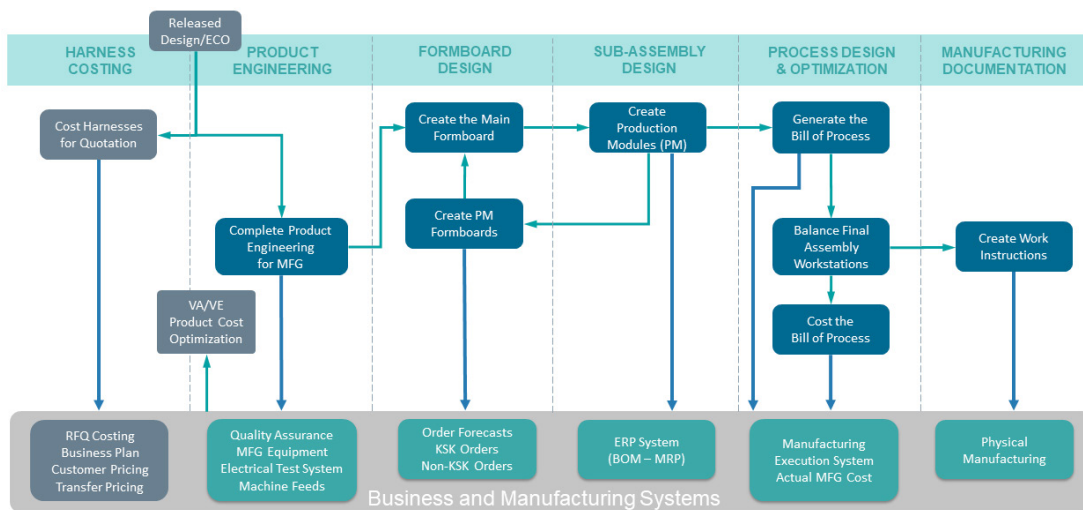 Released
Design/ECO
HARNESS
COSTING
PRODUCT
ENGINEERING
FORMBOARD
DESIGN
SUB-ASSEMBLY
DESIGN
PROCESS DESIGN
& OPTIMIZATION
MANUFACTURING
DOCUMENTATION
Cost Harnesses
for Quotation
Create the Main
Formboard
Create
Production
Modules (PM)
Generate the
Bill of Process
Complete Product
Engineering
for MFG
Create PM
Formboards
Balance Final
Assembly
Workstations
Create Work
Instructions
VA/VE
Product Cost
Optimization
Cost the
Bill of Process
RFQ Costing
Business Plan
Customer Pricing
Transfer Pricing
Quality Assurance
MFG Equipment
Electrical Test System
Machine Feeds
Order Forecasts
KSK Orders
Non-KSK Orders
ERP System
(BOM – MRP)
Manufacturing
Execution System
Actual MFG Cost
Physical
Manufacturing
Business and Manufacturing Systems